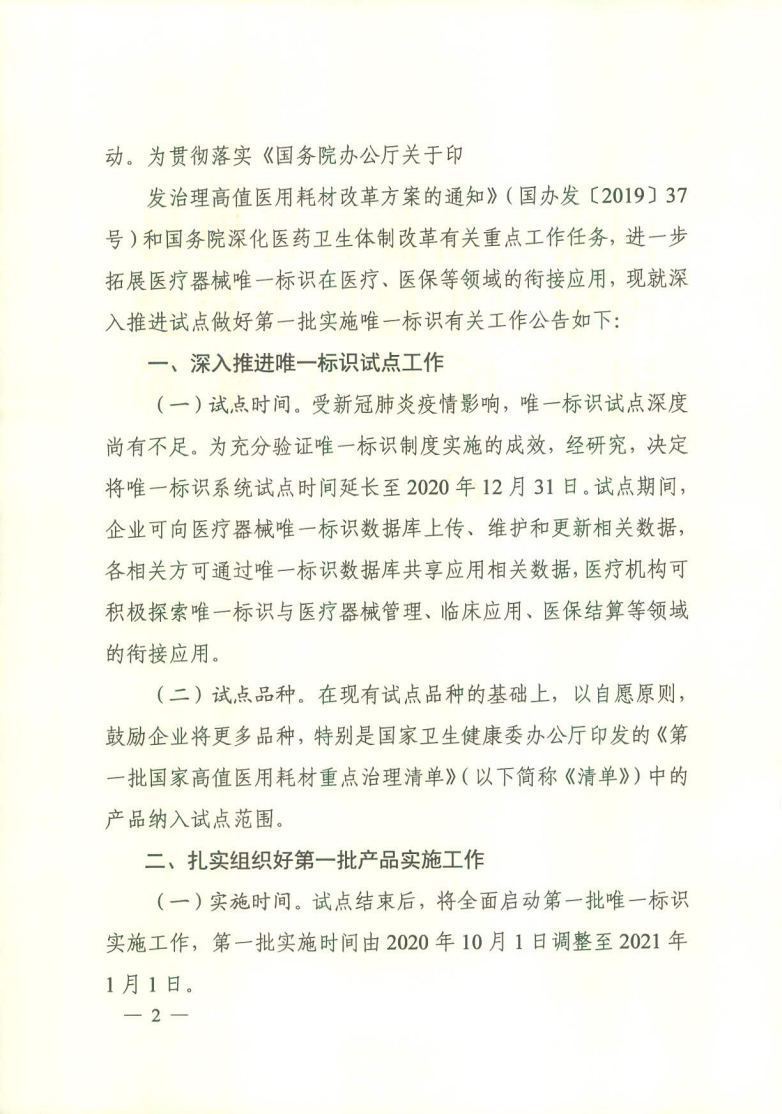 动。为贯彻落实《国务院办公厅关于印
发治理高值医用耗材改革方案的通知》（国办发〔2019〕37
号）和国务院深化医药卫生体制改革有关重点工作任务，进一步
拓展医疗器械唯一标识在医疗、医保等领域的衔接应用，现就深
入推进试点做好第一批实施唯一标识有关工作公告如下：
一、深入推进唯一标识试点工作
（一）试点时间。受新冠肺炎疫情影响，唯一标识试点深度
尚有不足。为充分验证唯一标识制度实施的成效，经研究，决定
将唯一标识系统试点时间延长至 2020 年 12 月 31 日。试点期间，
企业可向医疗器械唯一标识数据库上传、维护和更新相关数据，
各相关方可通过唯一标识数据库共享应用相关数据，医疗机构可
积极探索唯一标识与医疗器械管理、临床应用、医保结算等领域
的衔接应用。
（二）试点品种。在现有试点品种的基础上，以自愿原则，
鼓励企业将更多品种，特别是国家卫生健康委办公厅印发的《第
一批国家高值医用耗材重点治理清单》（以下简称《清单》）中的
产品纳入试点范围。
二、扎实组织好第一批产品实施工作
（一）实施时间。试点结束后，将全面启动第一批唯一标识
实施工作，第一批实施时间由 2020 年 10 月 1 日调整至 2021 年
1 月 1 日。
— 2 —